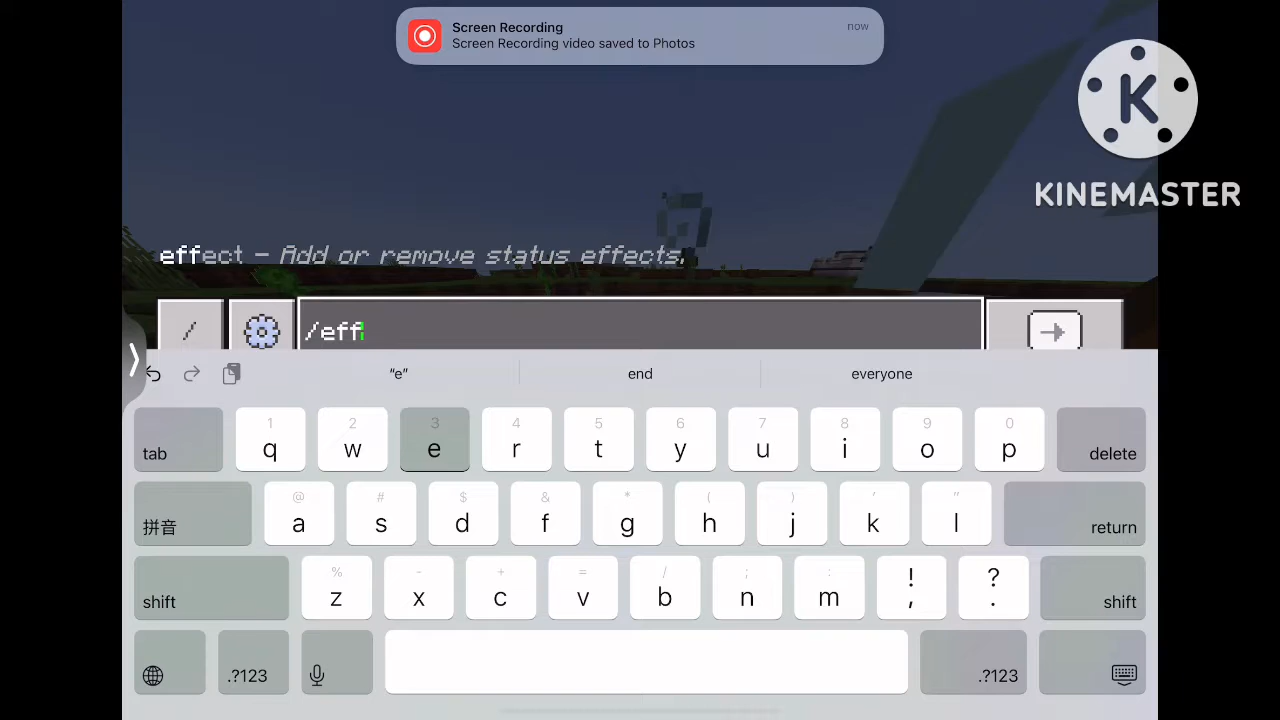 Screen Recording
now
Screen Recording video saved to Photos
K
KINEMASTER
effect – Add or remove status effects.
/
/eff
"e"
end
everyone
1 2 3 4 5 6 7 8 9 0
tab q w e r t y u i o p delete
@ # $ & * ( ) ' "
拼音 a s d f g h j k l return
% - + = / ; : ! ?
shift z x c v b n m , . shift
.?123
.?123